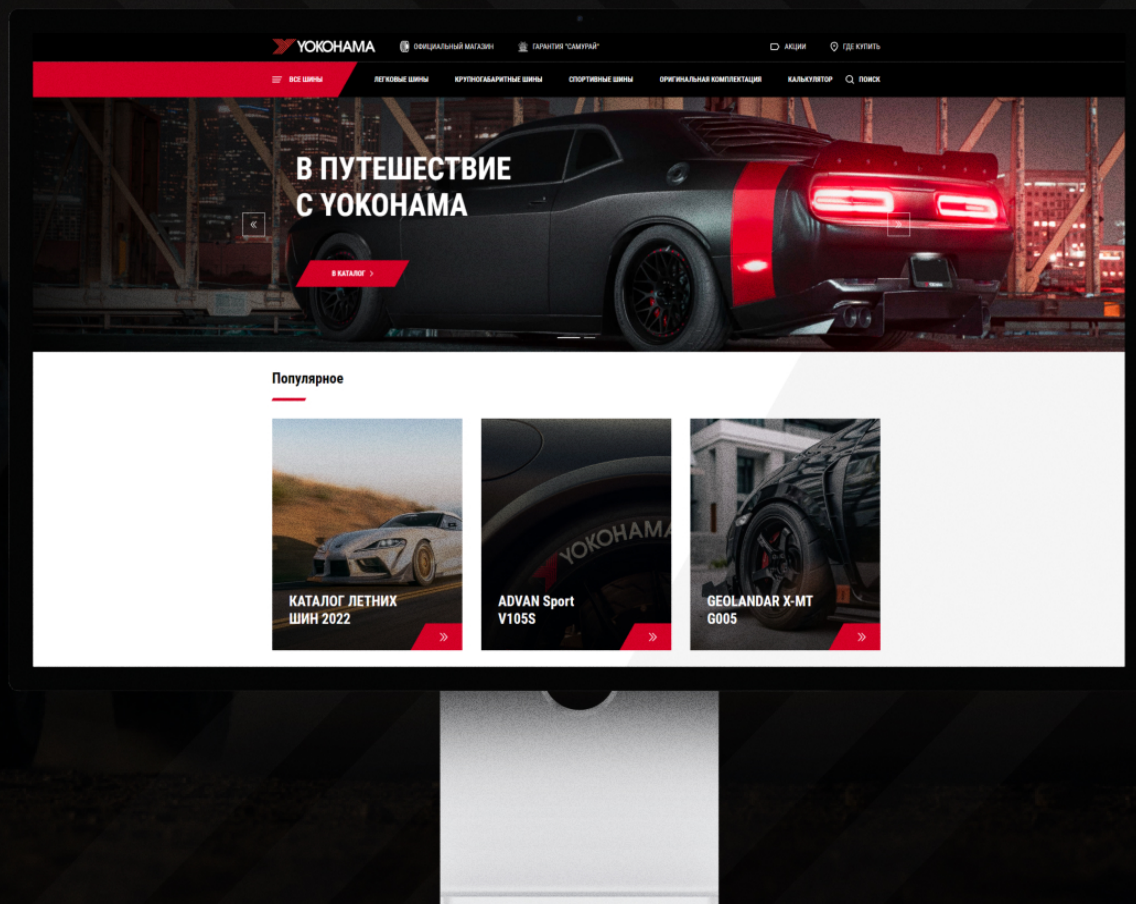 YOKOHAMA
ОФИЦИАЛЬНЫЙ МАГАЗИН
ГАРАНТИЯ "САМУРАЙ"
АКЦИИ
ГДЕ КУПИТЬ
ВСЕ ШИНЫ
ЛЕГКОВЫЕ ШИНЫ
КРУПНОГАБАРИТНЫЕ ШИНЫ
СПОРТИВНЫЕ ШИНЫ
ОРИГИНАЛЬНАЯ КОМПЛЕКТАЦИЯ
КАЛЬКУЛЯТОР
ПОИСК
В ПУТЕШЕСТВИЕ
С YOKOHAMA
В КАТАЛОГ
Популярное
КАТАЛОГ ЛЕТНИХ
ШИН 2022
YOKOHAMA
ADVAN Sport
V105S
GEOLANDAR X-MT
G005